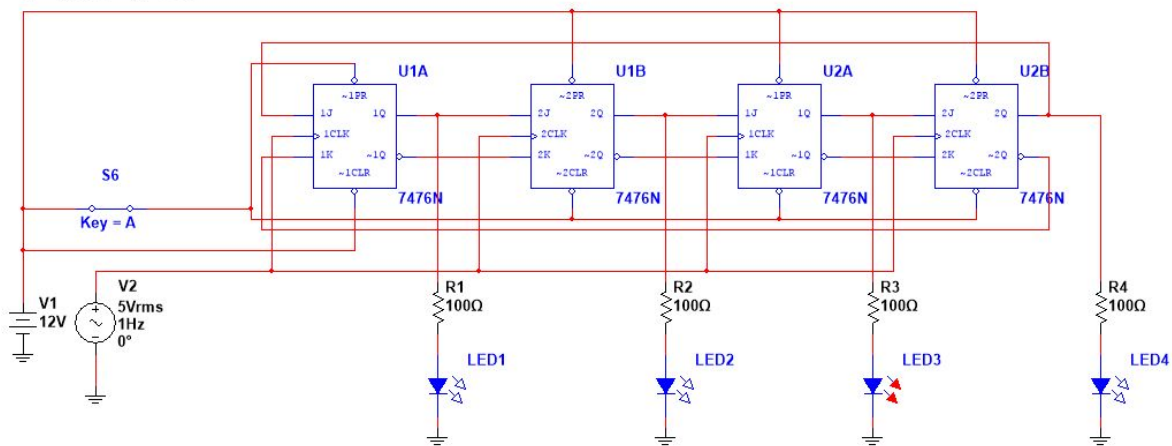 U1A
U1B
U2A
U2B
~1PR
~2PR
~1PR
~2PR
1J 1Q
2J 2Q
1J 1Q
2J 2Q
1CLK
2CLK
1CLK
2CLK
1K ~1Q
2K ~2Q
1K ~1Q
2K ~2Q
~1CLR
~2CLR
~1CLR
~2CLR
7476N
7476N
7476N
7476N
S6
Key = A
V1
12V
V2
5Vrms
1Hz
0°
R1
100Ω
R2
100Ω
R3
100Ω
R4
100Ω
LED1
LED2
LED3
LED4